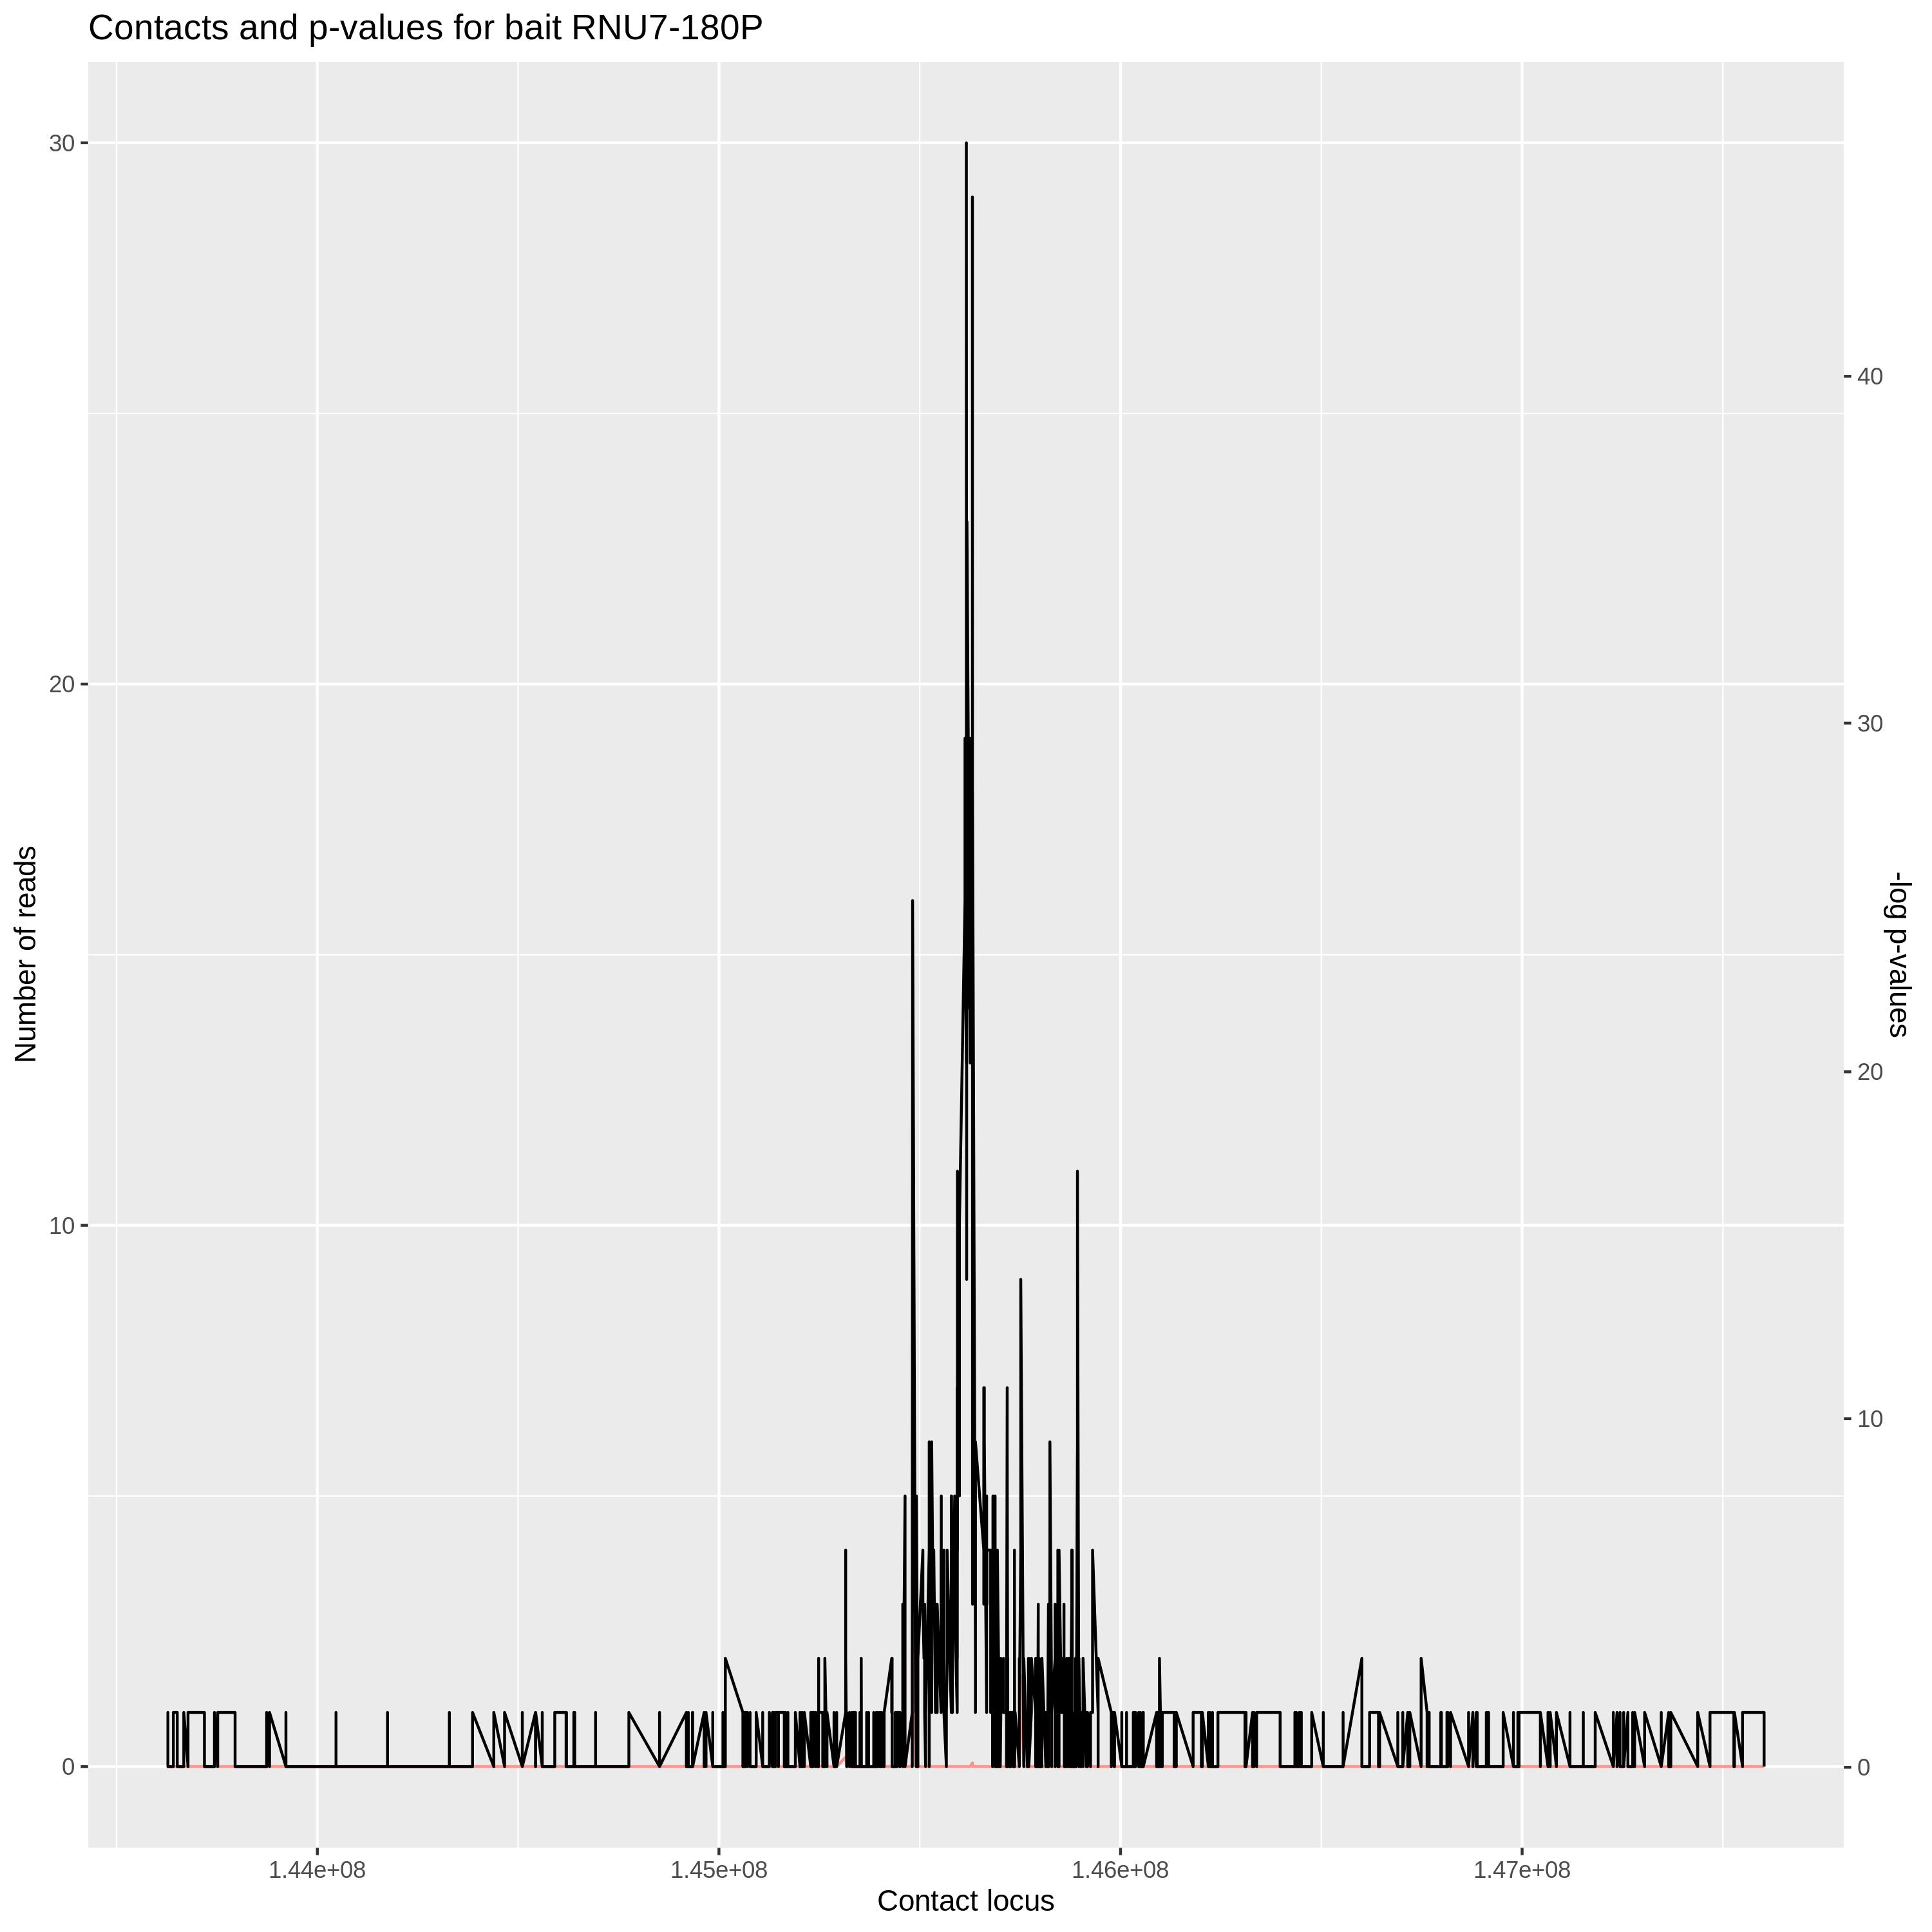 Contacts and p-values for bait RNU7-180P
30
20
10
0
Number of reads
40
30
20
10
0
-log p-values
1.44e+08
1.45e+08
1.46e+08
1.47e+08
Contact locus